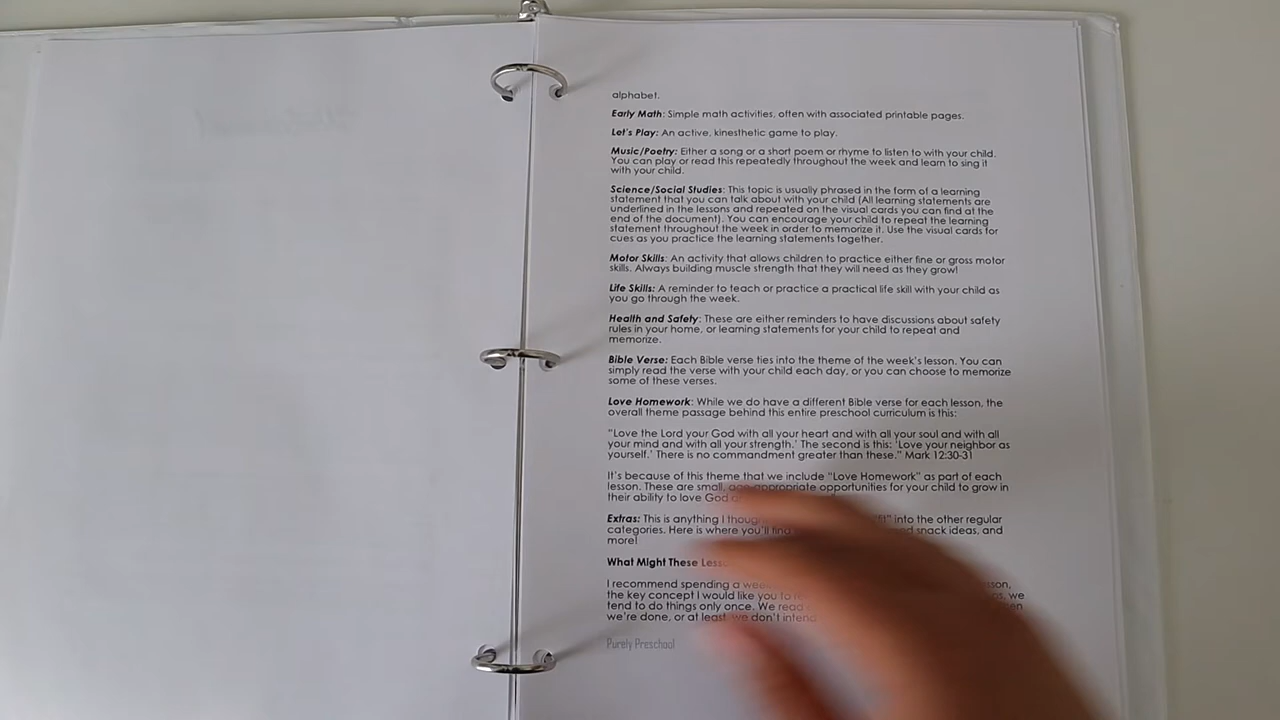 alphabet.
Early Math: Simple math activities, often with associated printable pages.
Let's Play: An active, kinesthetic game to play.
Music/Poetry: Either a song or a short poem or rhyme to listen to with your child.
You can play or read this repeatedly throughout the week and learn to sing it
with your child.
Science/Social Studies: This topic is usually phrased in the form of a learning
statement that you can talk about with your child (All learning statements are
underlined in the lessons and repeated on the visual cards you can find at the
end of the document). You can encourage your child to repeat the learning
statement throughout the week in order to memorize it. Use the visual cards for
cues as you practice the learning statements together.
Motor Skills: An activity that allows children to practice either fine or gross motor
skills. Always building muscle strength that they will need as they grow!
Life Skills: A reminder to teach or practice a practical life skill with your child as
you go through the week.
Health and Safety: These are either reminders to have discussions about safety
rules in your home, or learning statements for your child to repeat and
memorize.
Bible Verse: Each Bible verse ties into the theme of the week's lesson. You can
simply read the verse with your child each day, or you can choose to memorize
some of these verses.
Love Homework: While we do have a different Bible verse for each lesson, the
overall theme passage behind this entire preschool curriculum is this:
"Love the Lord your God with all your heart and with all your soul and with all
your mind and with all your strength.' The second is this: 'Love your neighbor as
yourself.' There is no commandment greater than these." Mark 12:30-31
It's because of this theme that we include "Love Homework" as part of each
lesson. These are small, age-appropriate opportunities for your child to grow in
their ability to love God
Extras: This is anything I into the other regular
categories. Here is where you'll find snack ideas, and
more!
What Might These
I recommend spending a
the key concept I would like you to we
tend to do things only once. We read
we're done, or at least, we don't intend
Purely Preschool